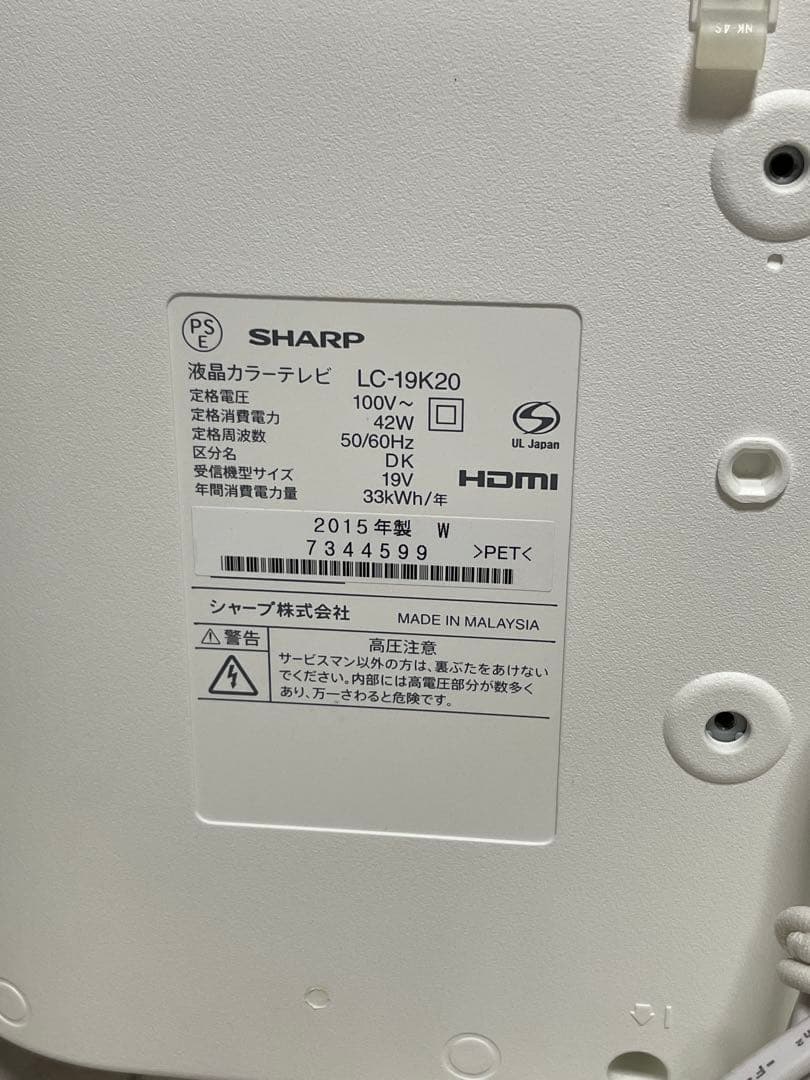 NK-4S
PS
E
SHARP
液晶カラーテレビ LC-19K20
定格電圧 100V～
定格消費電力 42W
定格周波数 50/60Hz
区分名 DK
受信機型サイズ 19V
年間消費電力量 33kWh/年
UL Japan
HDMI
2015年製 W
7344599 >PET<
シャープ株式会社 MADE IN MALAYSIA
警告
高圧注意
サービスマン以外の方は、裏ぶたをあけない
でください。内部には高電圧部分が数多く
あり、万一さわると危険です。